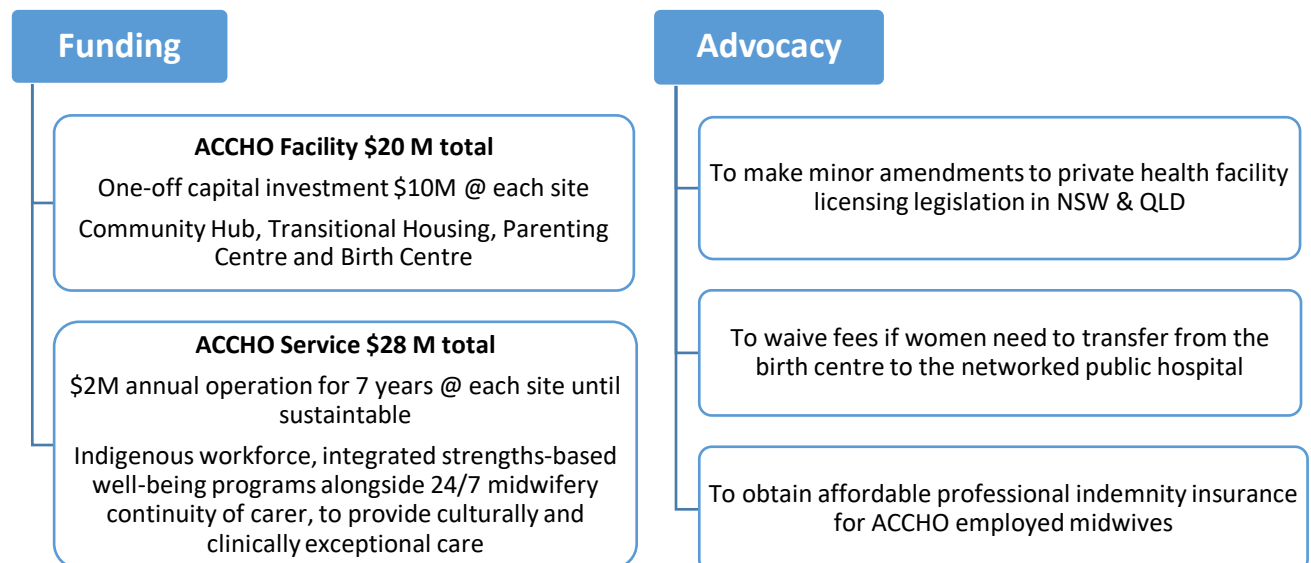 Funding
ACCHO Facility $20 M total
One-off capital investment $10M @ each site
Community Hub, Transitional Housing, Parenting
Centre and Birth Centre
ACCHO Service $28 M total
$2M annual operation for 7 years @ each site until
sustaintable
Indigenous workforce, integrated strengths-based
well-being programs alongside 24/7 midwifery
continuity of carer, to provide culturally and
clinically exceptional care
Advocacy
To make minor amendments to private health facility
licensing legislation in NSW & QLD
To waive fees if women need to transfer from the
birth centre to the networked public hospital
To obtain affordable professional indemnity insurance
for ACCHO employed midwives